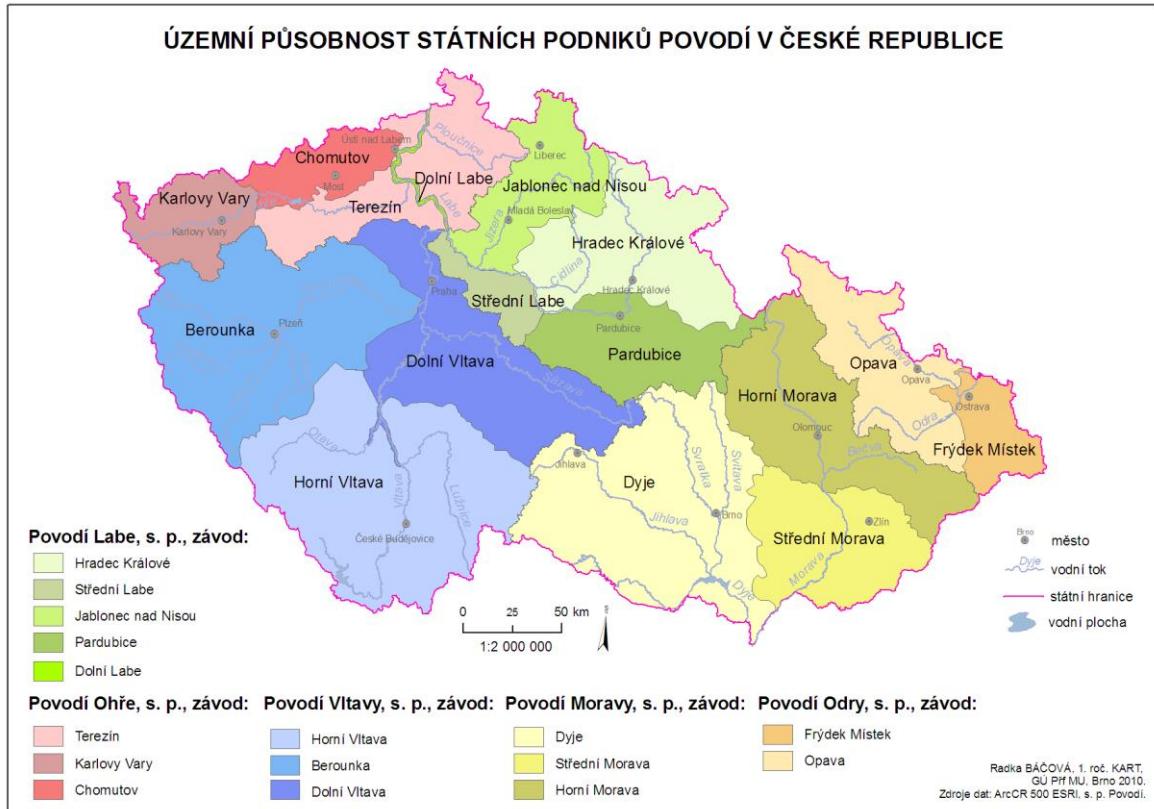 ÚZEMNÍ PŮSOBNOST STÁTNÍCH PODNIKŮ POVODÍ V ČESKÉ REPUBLICE
Ploučnice
Ústí nad Labem
Liberec
Chomutov
Most
Dolní Labe
Jablonec nad Nisou
Karlovy Vary
Karlovy Vary
Terezín
Labe
Jizera
Mladá Boleslav
Hradec Králové
Cidlina
Hradec Králové
Praha
Střední Labe
Pardubice
Berounka
Plzeň
Dolní Vltava
Pardubice
Sázava
Opava
Opava
Opava
Ostrava
Horní Morava
Olomouc
Odra
Bečva
Frýdek Místek
Otava
Horní Vltava
Vltava
Lužnice
České Budějovice
Jihlava
Dyje
Svratka
Svitava
Jihlava
Brno
Dyje
Zlín
Střední Morava
Morava
Povodí Labe, s. p., závod:
Hradec Králové
Střední Labe
Jablonec nad Nisou
Pardubice
Dolní Labe
0 25 50 km
1:2 000 000
Brno
město
Dyje
vodní tok
státní hranice
vodní plocha
Povodí Ohře, s. p., závod:
Terezín
Karlovy Vary
Chomutov
Povodí Vltavy, s. p., závod:
Horní Vltava
Berounka
Dolní Vltava
Povodí Moravy, s. p., závod:
Dyje
Střední Morava
Horní Morava
Povodí Odry, s. p., závod:
Frýdek Místek
Opava
Radka BÁČOVÁ, 1. roč. KART,
GÚ Přf MU, Brno 2010.
Zdroje dat: ArcCR 500 ESRI, s. p. Povodí.